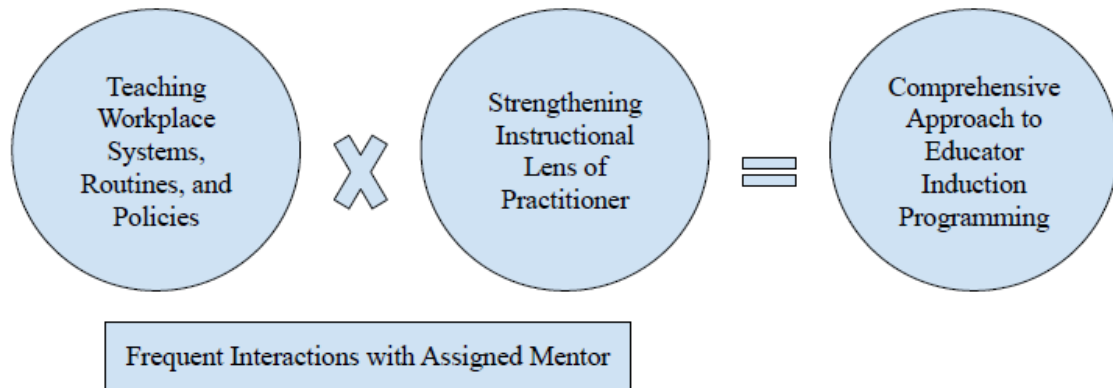 Teaching
Workplace
Systems,
Routines, and
Policies
Strengthening
Instructional
Lens of
Practitioner
Comprehensive
Approach to
Educator
Induction
Programming
Frequent Interactions with Assigned Mentor